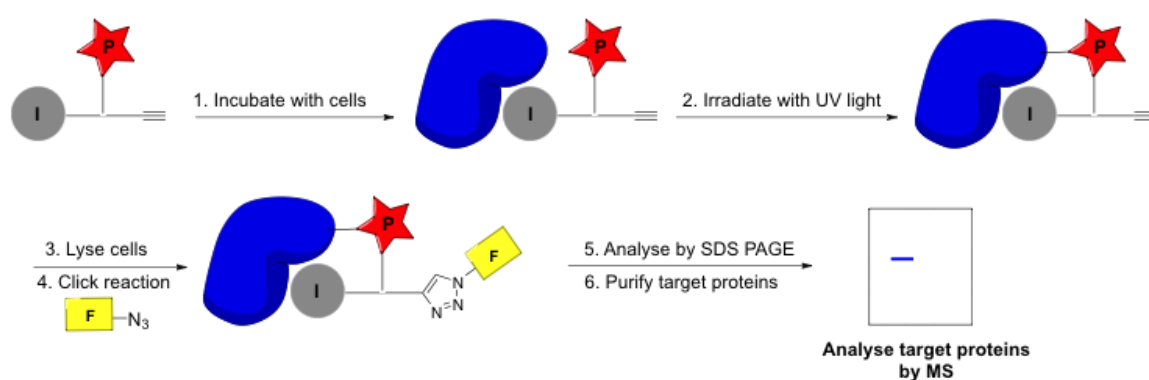 P
I
1. Incubate with cells
P
I
2. Irradiate with UV light
P
I
3. Lyse cells
4. Click reaction
F N₃
P
I
F
N
N=N
5. Analyse by SDS PAGE
6. Purify target proteins
Analyse target proteins
by MS